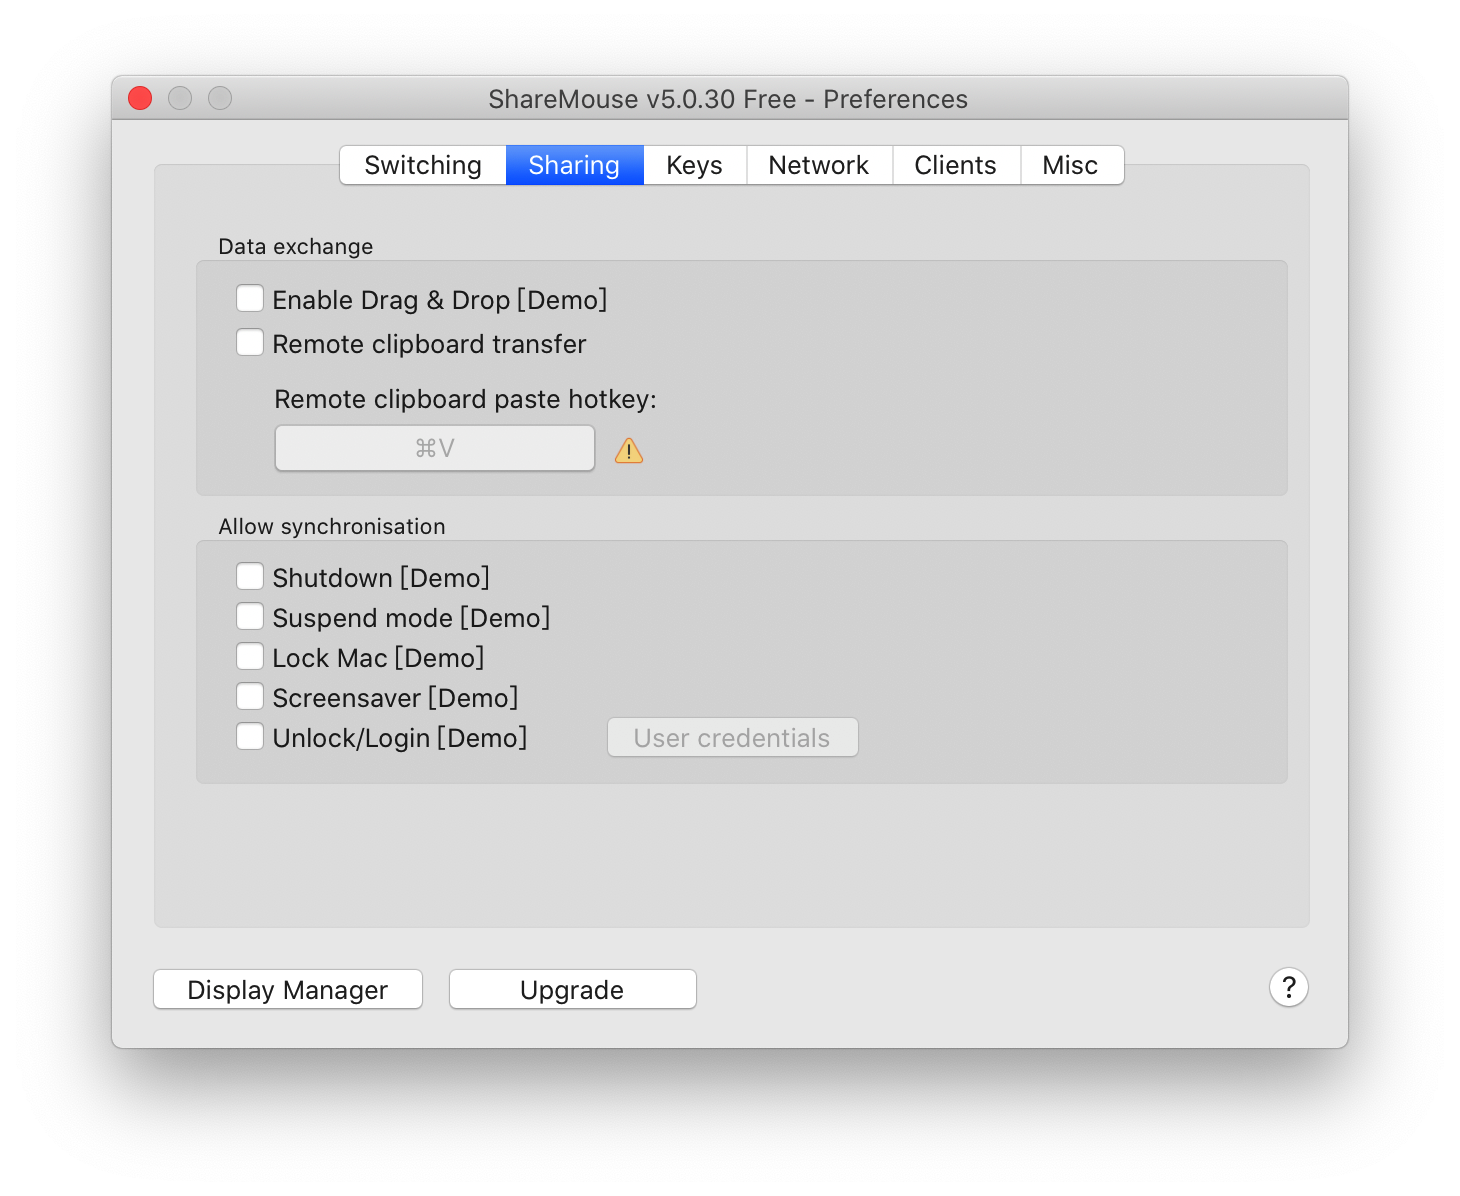 ShareMouse v5.0.30 Free - Preferences
Switching Sharing Keys Network Clients Misc
Data exchange
Enable Drag & Drop [Demo]
Remote clipboard transfer
Remote clipboard paste hotkey:
⌘V
Allow synchronisation
Shutdown [Demo]
Suspend mode [Demo]
Lock Mac [Demo]
Screensaver [Demo]
Unlock/Login [Demo] User credentials
Display Manager Upgrade ?